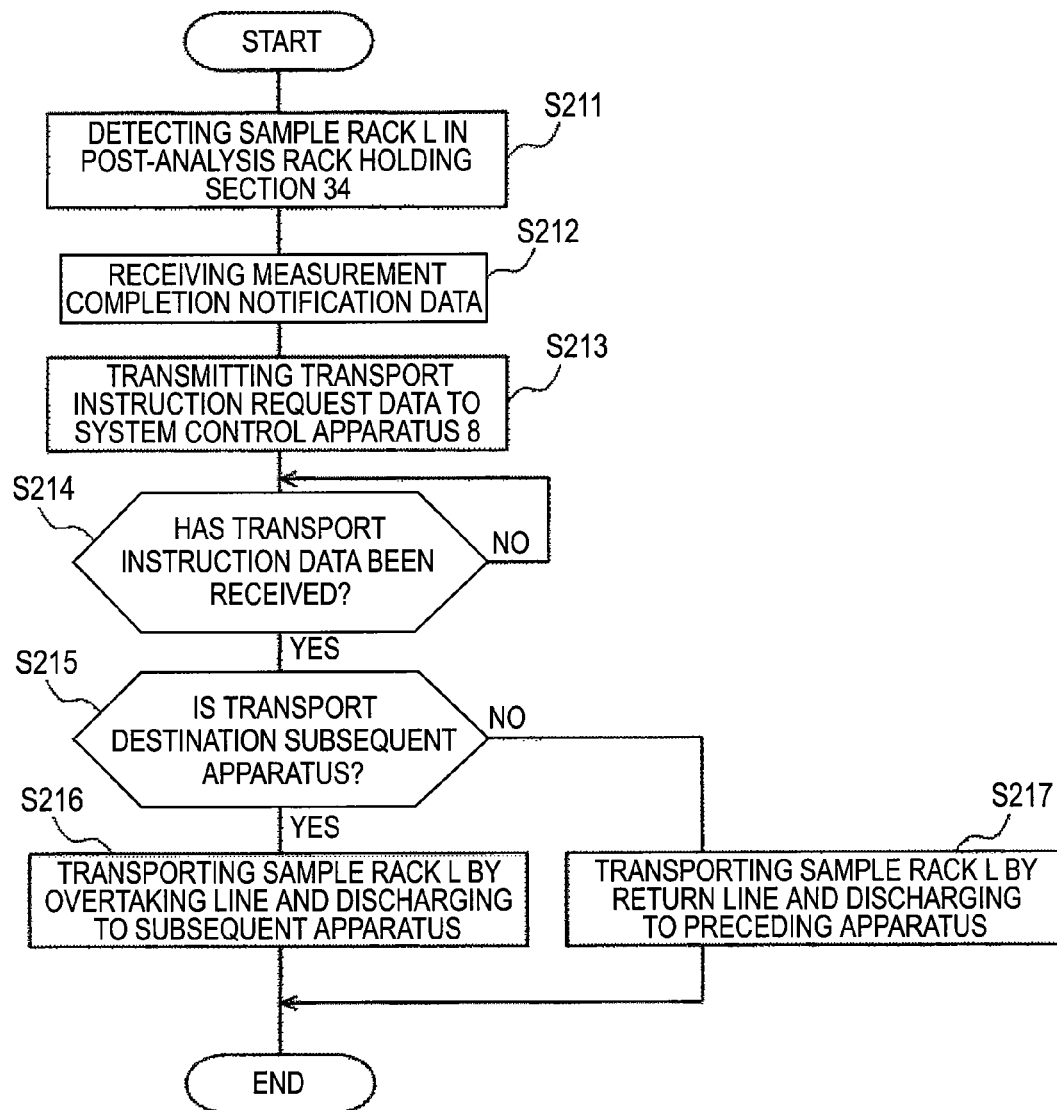 START
S211
DETECTING SAMPLE RACK L IN
POST-ANALYSIS RACK HOLDING
SECTION 34
S212
RECEIVING MEASUREMENT
COMPLETION NOTIFICATION DATA
S213
TRANSMITTING TRANSPORT
INSTRUCTION REQUEST DATA TO
SYSTEM CONTROL APPARATUS 8
S214
HAS TRANSPORT
INSTRUCTION DATA BEEN
RECEIVED?
NO
YES
S215
IS TRANSPORT
DESTINATION SUBSEQUENT
APPARATUS?
NO
YES
S216
TRANSPORTING SAMPLE RACK L BY
OVERTAKING LINE AND DISCHARGING
TO SUBSEQUENT APPARATUS
S217
TRANSPORTING SAMPLE RACK L BY
RETURN LINE AND DISCHARGING
TO PRECEDING APPARATUS
END